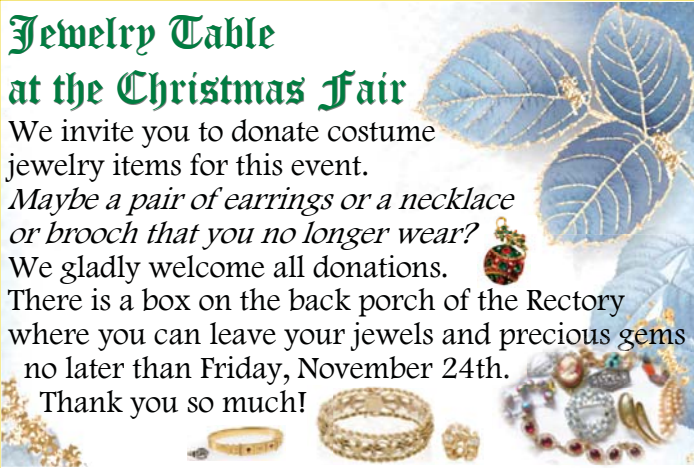 Jewelry Table
at the Christmas Fair
We invite you to donate costume
jewelry items for this event.
Maybe a pair of earrings or a necklace
or brooch that you no longer wear?
We gladly welcome all donations.
There is a box on the back porch of the Rectory
where you can leave your jewels and precious gems
no later than Friday, November 24th.
Thank you so much!